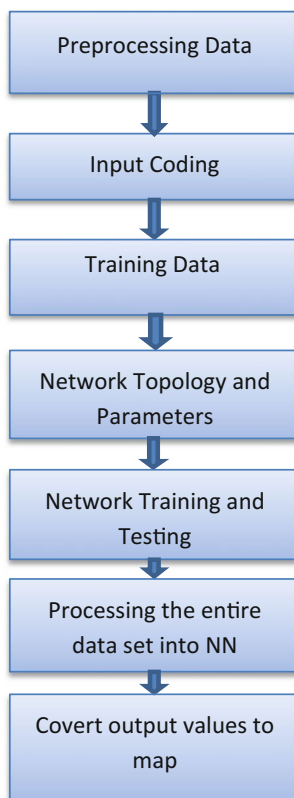 Preprocessing Data
Input Coding
Training Data
Network Topology and
Parameters
Network Training and
Testing
Processing the entire
data set into NN
Covert output values to
map